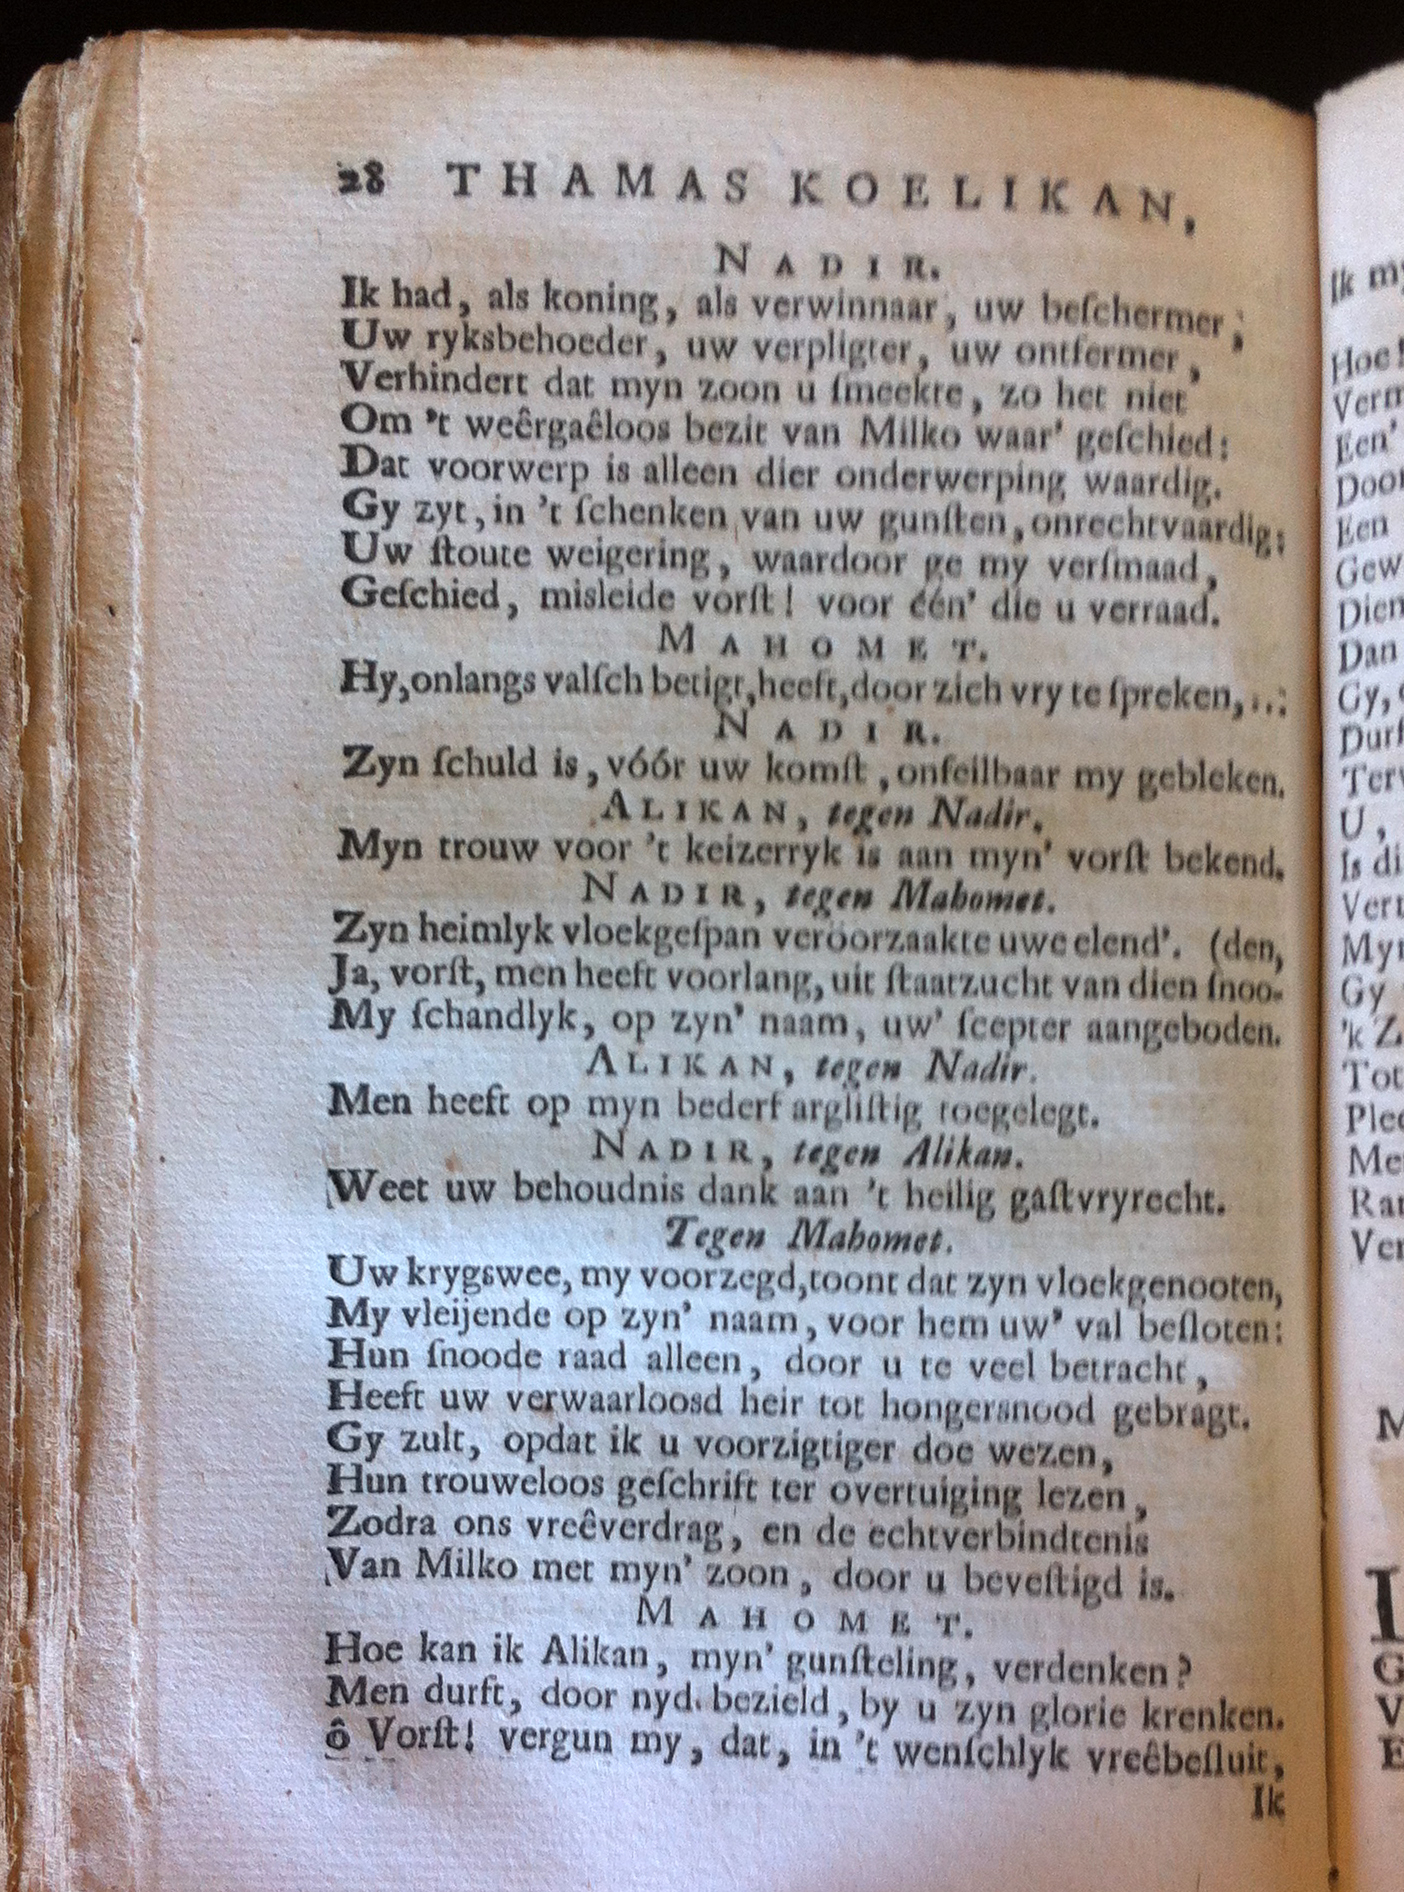 28 THAMAS KOELIKAN,
NADIR.
Ik had, als koning, als verwinnaar, uw beſchermer;
Uw ryksbehoeder, uw verpligter, uw ontfermer,
Verhindert dat myn zoon u ſmeekte, zo het niet
Om 't weêrgaêloos bezit van Milko waar' geſchied:
Dat voorwerp is alleen dier onderwerping waardig.
Gy zyt, in 't ſchenken van uw gunſten, onrechtvaardig:
Uw ſtoute weigering, waardoor ge my verſmaad,
Geſchied, misleide vorſt! voor één' die u verraad.
MAHOMET.
Hy, onlangs valſch betigt, heeft, door zich vry te ſpreken,...
NADIR.
Zyn ſchuld is, vóór uw komſt, onfeilbaar my gebleken.
ALIKAN, tegen Nadir.
Myn trouw voor 't keizerryk is aan myn' vorſt bekend.
NADIR, tegen Mahomet.
Zyn heimlyk vloekgeſpan veroorzaakte uwe elend'. (den,
Ja, vorſt, men heeft voorlang, uit ſtaatzucht van dien ſnoo-
My ſchandlyk, op zyn' naam, uw' ſcepter aangeboden.
ALIKAN, tegen Nadir.
Men heeft op myn bederf argliſtig toegelegt.
NADIR, tegen Alikan.
Weet uw behoudnis dank aan 't heilig gaſtvryrecht.
Tegen Mahomet.
Uw krygswee, my voorzegd, toont dat zyn vloekgenooten,
My vleijende op zyn' naam, voor hem uw' val beſloten:
Hun ſnoode raad alleen, door u te veel betracht,
Heeft uw verwaarloosd heir tot hongersnood gebragt.
Gy zult, opdat ik u voorzigtiger doe wezen,
Hun trouweloos geſchrift ter overtuiging lezen,
Zodra ons vreêverdrag, en de echtverbindtenis
Van Milko met myn' zoon, door u beveſtigd is.
MAHOMET.
Hoe kan ik Alikan, myn' gunſteling, verdenken?
Men durft, door nyd bezield, by u zyn glorie krenken.
ô Vorſt! vergun my, dat, in 't wenſchlyk vreêbeſluit,
Ik
Ik my
Hoe!
Een'
Een
Dan
Gy,
U,
Is di
Gy
'k Z
Tot
M
G
V
E